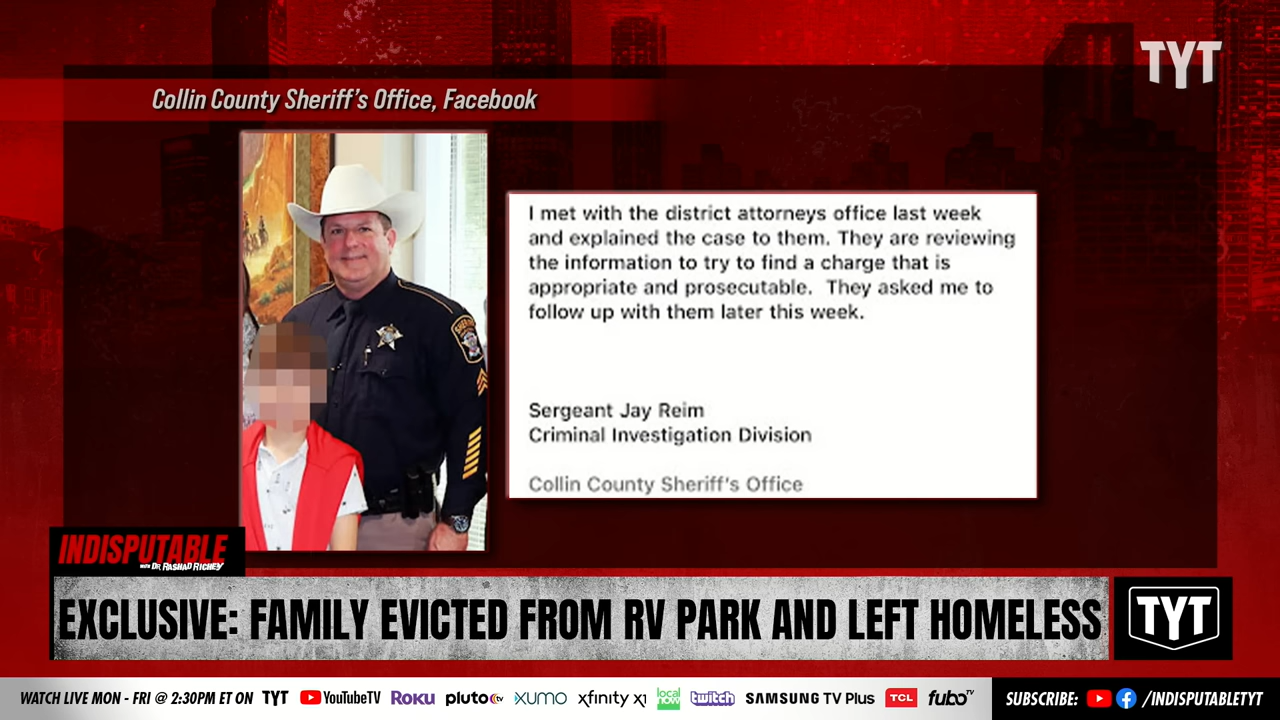 TYT
Collin County Sheriff's Office, Facebook
I met with the district attorneys office last week
and explained the case to them. They are reviewing
the information to try to find a charge that is
appropriate and prosecutable.  They asked me to
follow up with them later this week.
Sergeant Jay Reim
Criminal Investigation Division
Collin County Sheriff's Office
SHERIFF
INDISPUTABLE
WITH DR. RASHAD RICHEY
EXCLUSIVE: FAMILY EVICTED FROM RV PARK AND LEFT HOMELESS
TYT
WATCH LIVE MON - FRI @ 2:30PM ET ON TYT YouTubeTV ROKU pluto tv XUMO xfinity x1 local now twitch SAMSUNG TV Plus TCL fubo TV
SUBSCRIBE: /INDISPUTABLETYT